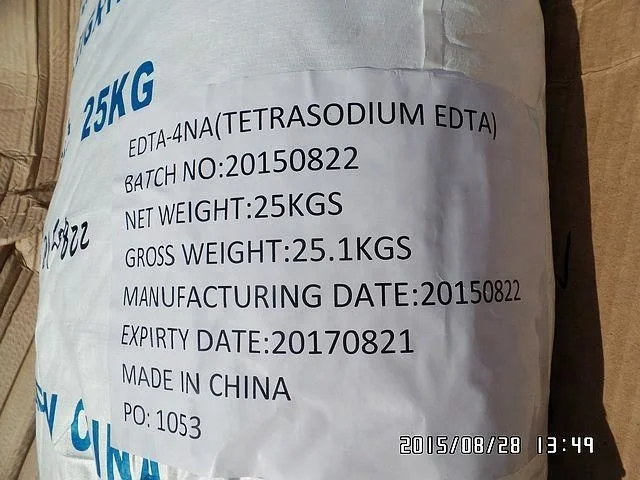 25KG
EDTA-4NA(TETRASODIUM EDTA)
BATCH NO:20150822
NET WEIGHT:25KGS
GROSS WEIGHT:25.1KGS
MANUFACTURING DATE:20150822
EXPIRTY DATE:20170821
MADE IN CHINA
PO: 1053
2015/08/28 13:49